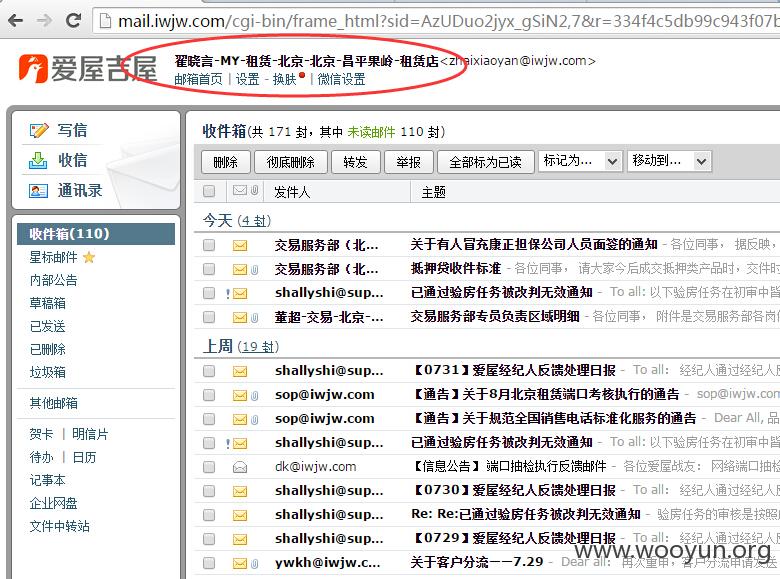 mail.iwjw.com/cgi-bin/frame_html?sid=AzUDuo2jyx_gSiN2,7&r=334f4c5db99c943f07b
爱屋吉屋
翟晓言-MY-租赁-北京-北京-昌平果岭-租赁店<zhaixiaoyan@iwjw.com>
邮箱首页 | 设置 - 换肤 | 微信设置
写信
收信
通讯录
收件箱(110)
星标邮件
内部公告
草稿箱
已发送
已删除
垃圾箱
其他邮箱
贺卡 | 明信片
待办 | 日历
记事本
企业网盘
文件中转站
收件箱(共 171 封，其中 未读邮件 110 封)
删除 彻底删除 转发 举报 全部标为已读 标记为... 移动到...
发件人 主题
今天 (4 封)
交易服务部（北... 关于有人冒充康正担保公司人员面签的通知 - 各位同事， 据反映，
交易服务部（北... 抵押贷收件标准 - 各位同事， 请大家今后成交抵押类产品时，交件时
shallyshi@sup... 已通过验房任务被改判无效通知 - To all: 以下验房任务在初审中皆
董超-交易-北京-... 交易服务部专员负责区域明细 - 各位同事， 附件是交易服务部各岗
上周 (19 封)
shallyshi@sup... 【0731】爱屋经纪人反馈处理日报 - To all： 经纪人通过经纪人反
sop@iwjw.com 【通告】关于8月北京租赁端口考核执行的通告 - sop@iwjw.com
sop@iwjw.com 【通告】关于规范全国销售电话标准化服务的通告 - Dear All, 品
shallyshi@sup... 已通过验房任务被改判无效通知 - To all: 以下验房任务在初审中皆
dk@iwjw.com 【信息公告】端口抽检执行反馈邮件 - 各位爱屋战友： 网络端口抽检
shallyshi@sup... 【0730】爱屋经纪人反馈处理日报 - To all： 经纪人通过经纪人反
shallyshi@sup... Re: Re:已通过验房任务被改判无效通知 - 验房任务的审核是按照
shallyshi@sup... 【0729】爱屋经纪人反馈处理日报 - To all： 经纪人通过经纪人反
ywkh@iwjw.c... 关于客户分流——7.29 - Dear all: 再次重审，客户分流申请发送
www.wooyun.org